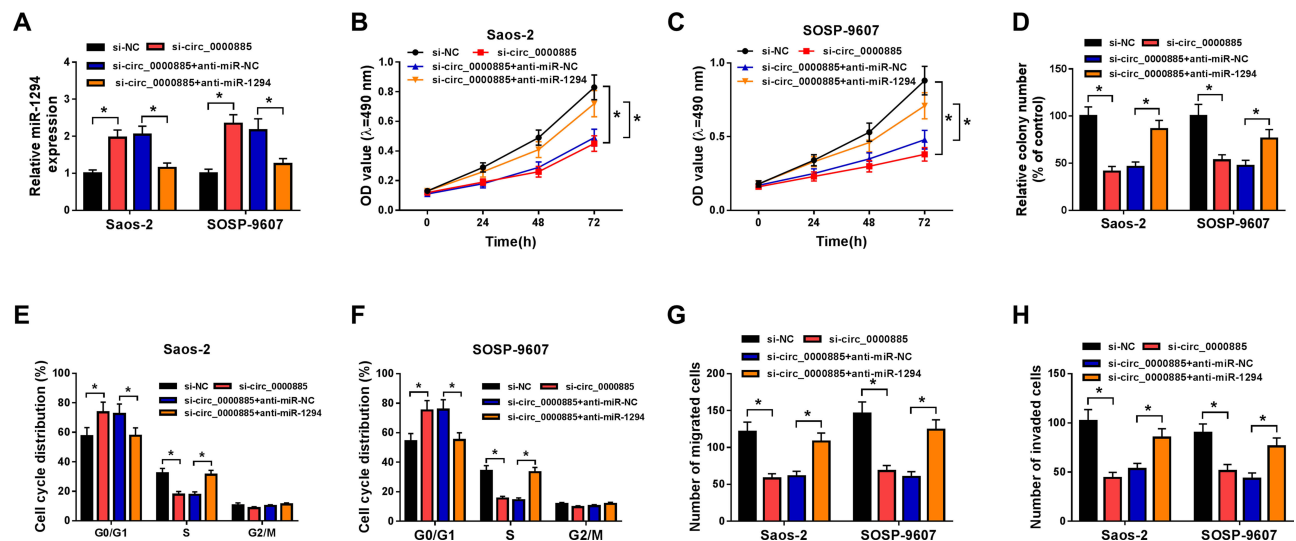 A
si-NC si-circ_0000885
si-circ_0000885+anti-miR-NC
si-circ_0000885+anti-miR-1294
Relative miR-1294
expression
4
3
2
1
0
* * * *
Saos-2 SOSP-9607
B
Saos-2
si-NC si-circ_0000885
si-circ_0000885+anti-miR-NC
si-circ_0000885+anti-miR-1294
OD value (λ=490 nm)
1.0
0.8
0.6
0.4
0.2
0.0
* *
0 24 48 72
Time(h)
C
SOSP-9607
si-NC si-circ_0000885
si-circ_0000885+anti-miR-NC
si-circ_0000885+anti-miR-1294
OD value (λ=490 nm)
1.0
0.5
0.0
* *
0 24 48 72
Time(h)
D
si-NC si-circ_0000885
si-circ_0000885+anti-miR-NC
si-circ_0000885+anti-miR-1294
Relative colony number
(% of control)
150
100
50
0
* * * *
Saos-2 SOSP-9607
E
Saos-2
si-NC si-circ_0000885
si-circ_0000885+anti-miR-NC
si-circ_0000885+anti-miR-1294
Cell cycle distribution (%)
100
80
60
40
20
0
* * * *
G0/G1 S G2/M
F
SOSP-9607
si-NC si-circ_0000885
si-circ_0000885+anti-miR-NC
si-circ_0000885+anti-miR-1294
Cell cycle distribution (%)
100
80
60
40
20
0
* * * *
G0/G1 S G2/M
G
si-NC si-circ_0000885
si-circ_0000885+anti-miR-NC
si-circ_0000885+anti-miR-1294
Number of migrated cells
200
150
100
50
0
* * * *
Saos-2 SOSP-9607
H
si-NC si-circ_0000885
si-circ_0000885+anti-miR-NC
si-circ_0000885+anti-miR-1294
Number of invaded cells
150
100
50
0
* * * *
Saos-2 SOSP-9607